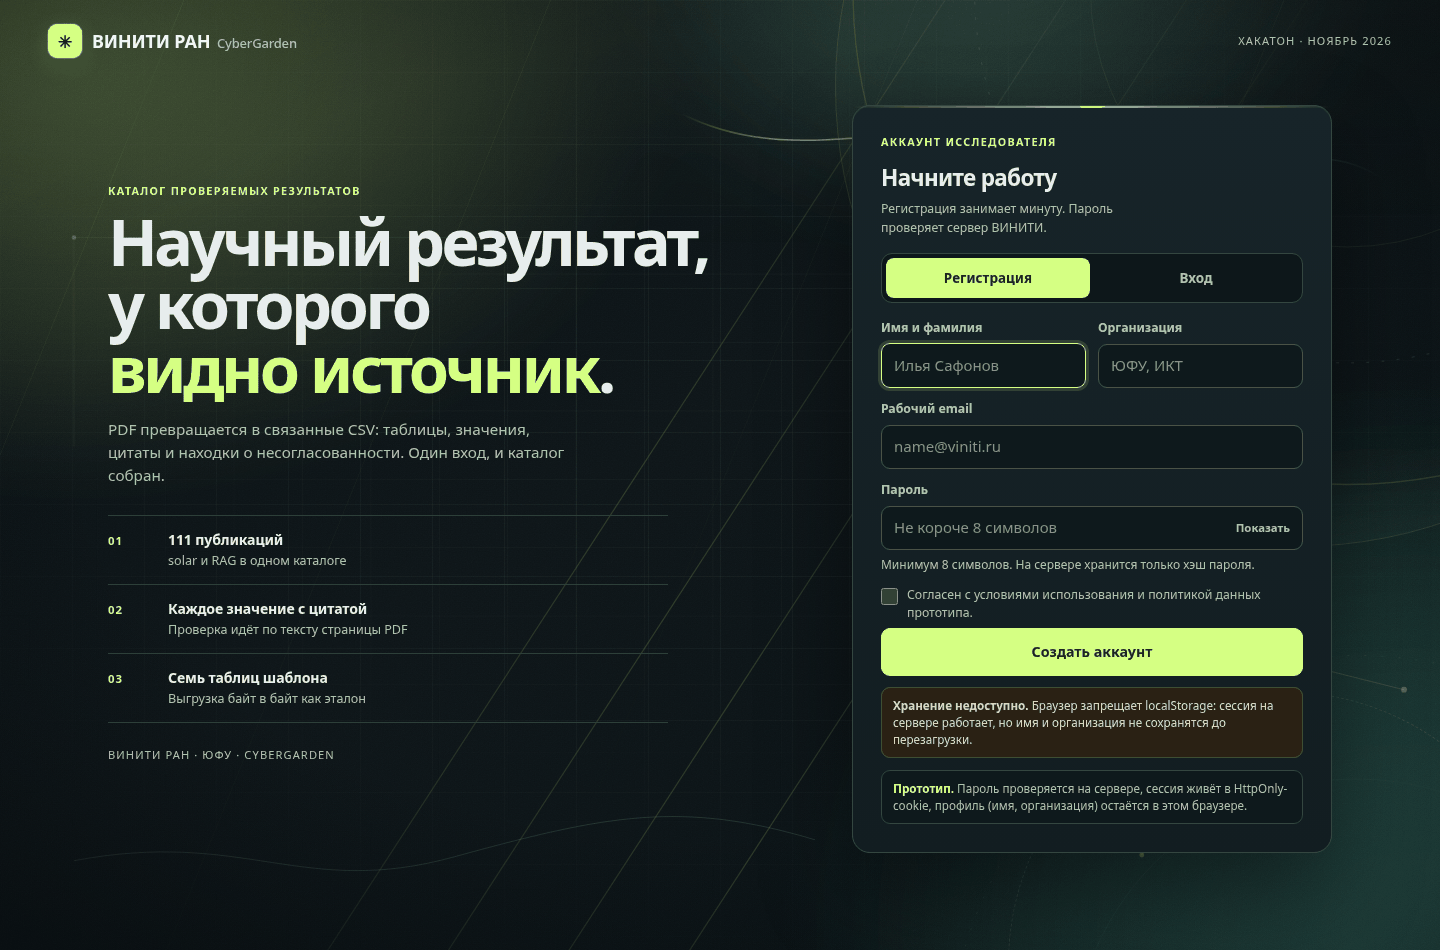 ВИНИТИ РАН CyberGarden
ХАКАТОН · НОЯБРЬ 2026
КАТАЛОГ ПРОВЕРЯЕМЫХ РЕЗУЛЬТАТОВ
Научный результат,
у которого
видно источник.
PDF превращается в связанные CSV: таблицы, значения,
цитаты и находки о несогласованности. Один вход, и каталог
собран.
01 111 публикаций
solar и RAG в одном каталоге
02 Каждое значение с цитатой
Проверка идёт по тексту страницы PDF
03 Семь таблиц шаблона
Выгрузка байт в байт как эталон
ВИНИТИ РАН · ЮФУ · CYBERGARDEN
АККАУНТ ИССЛЕДОВАТЕЛЯ
Начните работу
Регистрация занимает минуту. Пароль
проверяет сервер ВИНИТИ.
Регистрация Вход
Имя и фамилия Организация
Илья Сафонов ЮФУ, ИКТ
Рабочий email
name@viniti.ru
Пароль
Не короче 8 символов Показать
Минимум 8 символов. На сервере хранится только хэш пароля.
Согласен с условиями использования и политикой данных
прототипа.
Создать аккаунт
Хранение недоступно. Браузер запрещает localStorage: сессия на
сервере работает, но имя и организация не сохранятся до
перезагрузки.
Прототип. Пароль проверяется на сервере, сессия живёт в HttpOnly-
cookie, профиль (имя, организация) остаётся в этом браузере.